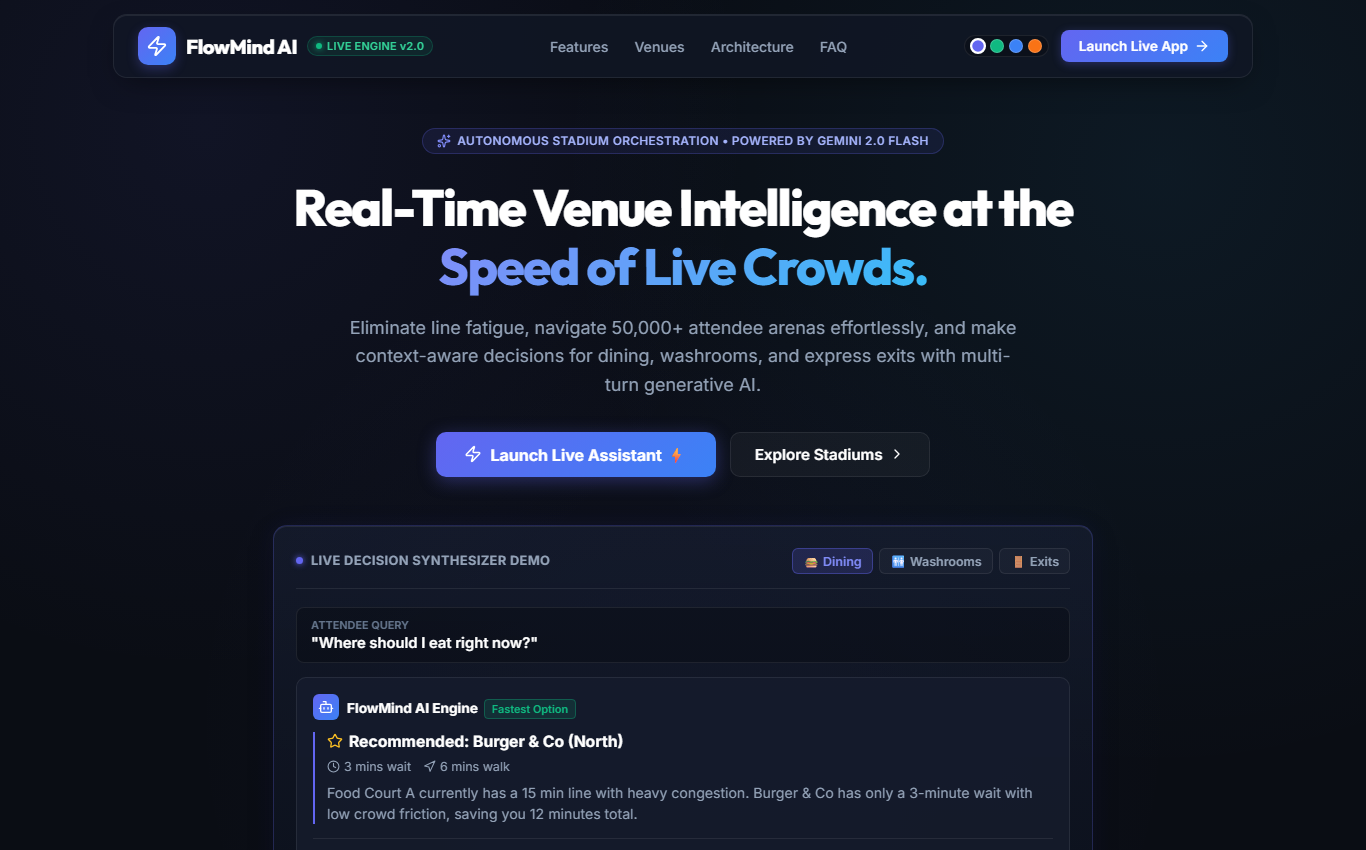 FlowMind AI
LIVE ENGINE v2.0
Features
Venues
Architecture
FAQ
Launch Live App →
AUTONOMOUS STADIUM ORCHESTRATION • POWERED BY GEMINI 2.0 FLASH
Real-Time Venue Intelligence at the
Speed of Live Crowds.
Eliminate line fatigue, navigate 50,000+ attendee arenas effortlessly, and make
context-aware decisions for dining, washrooms, and express exits with multi-
turn generative AI.
Launch Live Assistant
Explore Stadiums
LIVE DECISION SYNTHESIZER DEMO
Dining
Washrooms
Exits
ATTENDEE QUERY
"Where should I eat right now?"
FlowMind AI Engine
Fastest Option
Recommended: Burger & Co (North)
3 mins wait
6 mins walk
Food Court A currently has a 15 min line with heavy congestion. Burger & Co has only a 3-minute wait with
low crowd friction, saving you 12 minutes total.